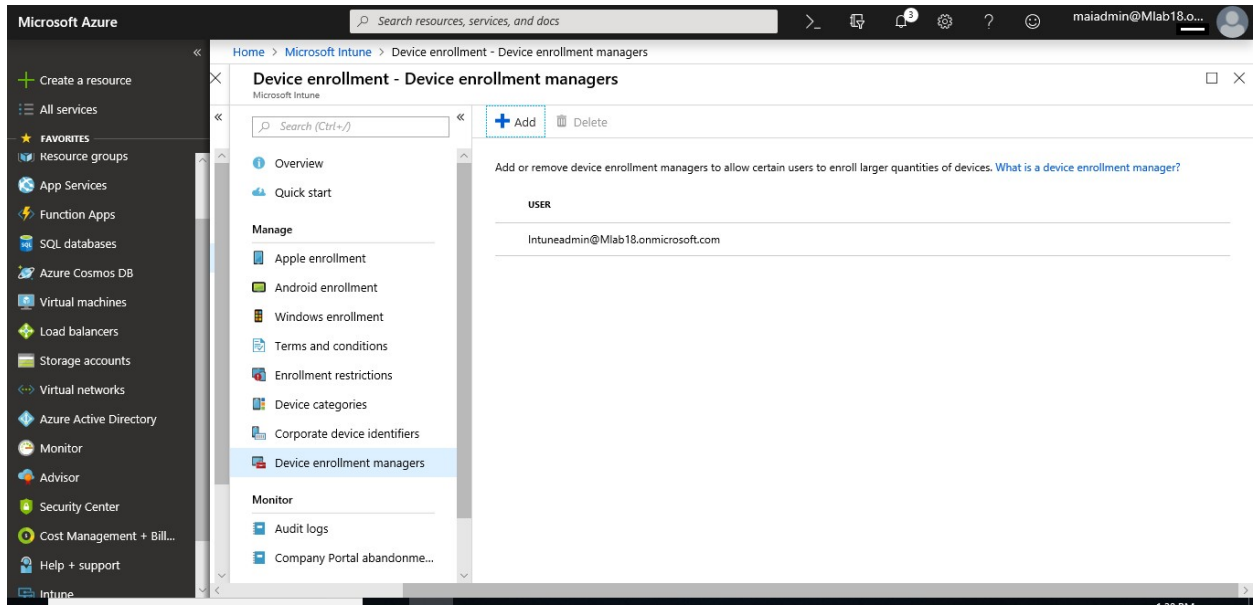 Microsoft Azure
Search resources, services, and docs
3
maiadmin@Mlab18.o...
Home > Microsoft Intune > Device enrollment - Device enrollment managers
Create a resource
All services
FAVORITES
Resource groups
App Services
Function Apps
SQL databases
Azure Cosmos DB
Virtual machines
Load balancers
Storage accounts
Virtual networks
Azure Active Directory
Monitor
Advisor
Security Center
Cost Management + Bill...
Help + support
Intune
Device enrollment - Device enrollment managers
Microsoft Intune
Search (Ctrl+/)
Overview
Quick start
Manage
Apple enrollment
Android enrollment
Windows enrollment
Terms and conditions
Enrollment restrictions
Device categories
Corporate device identifiers
Device enrollment managers
Monitor
Audit logs
Company Portal abandonme...
Add Delete
Add or remove device enrollment managers to allow certain users to enroll larger quantities of devices. What is a device enrollment manager?
USER
Intuneadmin@Mlab18.onmicrosoft.com